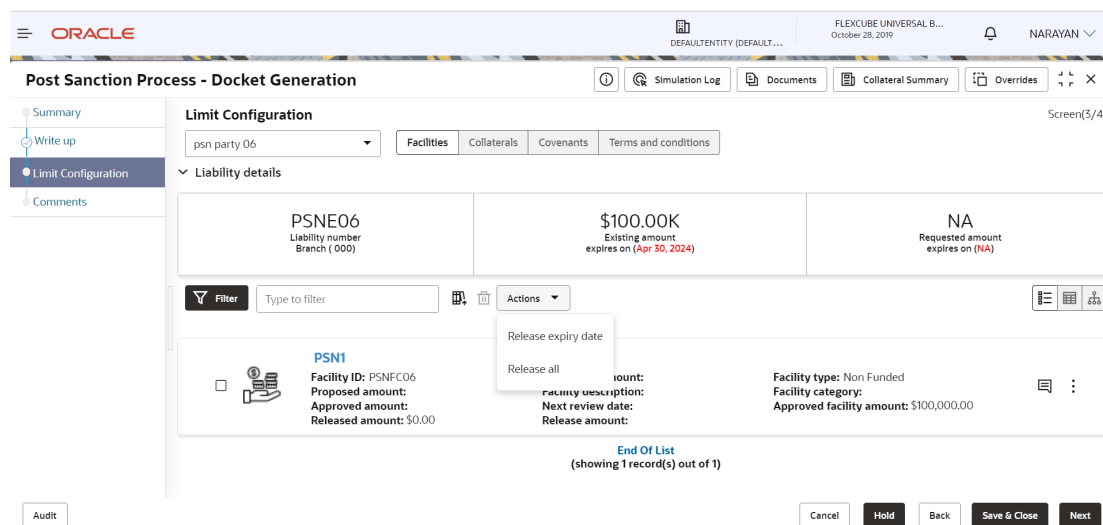 ORACLE
DEFAULTENTITY (DEFAULT...
FLEXCUBE UNIVERSAL B...
October 28, 2019
NARAYAN
Post Sanction Process - Docket Generation
Simulation Log
Documents
Collateral Summary
Overrides
Summary
Write up
Limit Configuration
Comments
Limit Configuration
Screen(3/4
psn party 06
Facilities
Collaterals
Covenants
Terms and conditions
Liability details
PSNE06
Liability number
Branch ( 000)
$100.00K
Existing amount
expires on (Apr 30, 2024)
NA
Requested amount
expires on (NA)
Filter
Type to filter
Actions
Release expiry date
Release all
PSN1
Facility ID: PSNFC06
Proposed amount:
Approved amount:
Released amount: $0.00
Facility description:
Next review date:
Release amount:
Facility type: Non Funded
Facility category:
Approved facility amount: $100,000.00
End Of List
(showing 1 record(s) out of 1)
Audit
Cancel
Hold
Back
Save & Close
Next